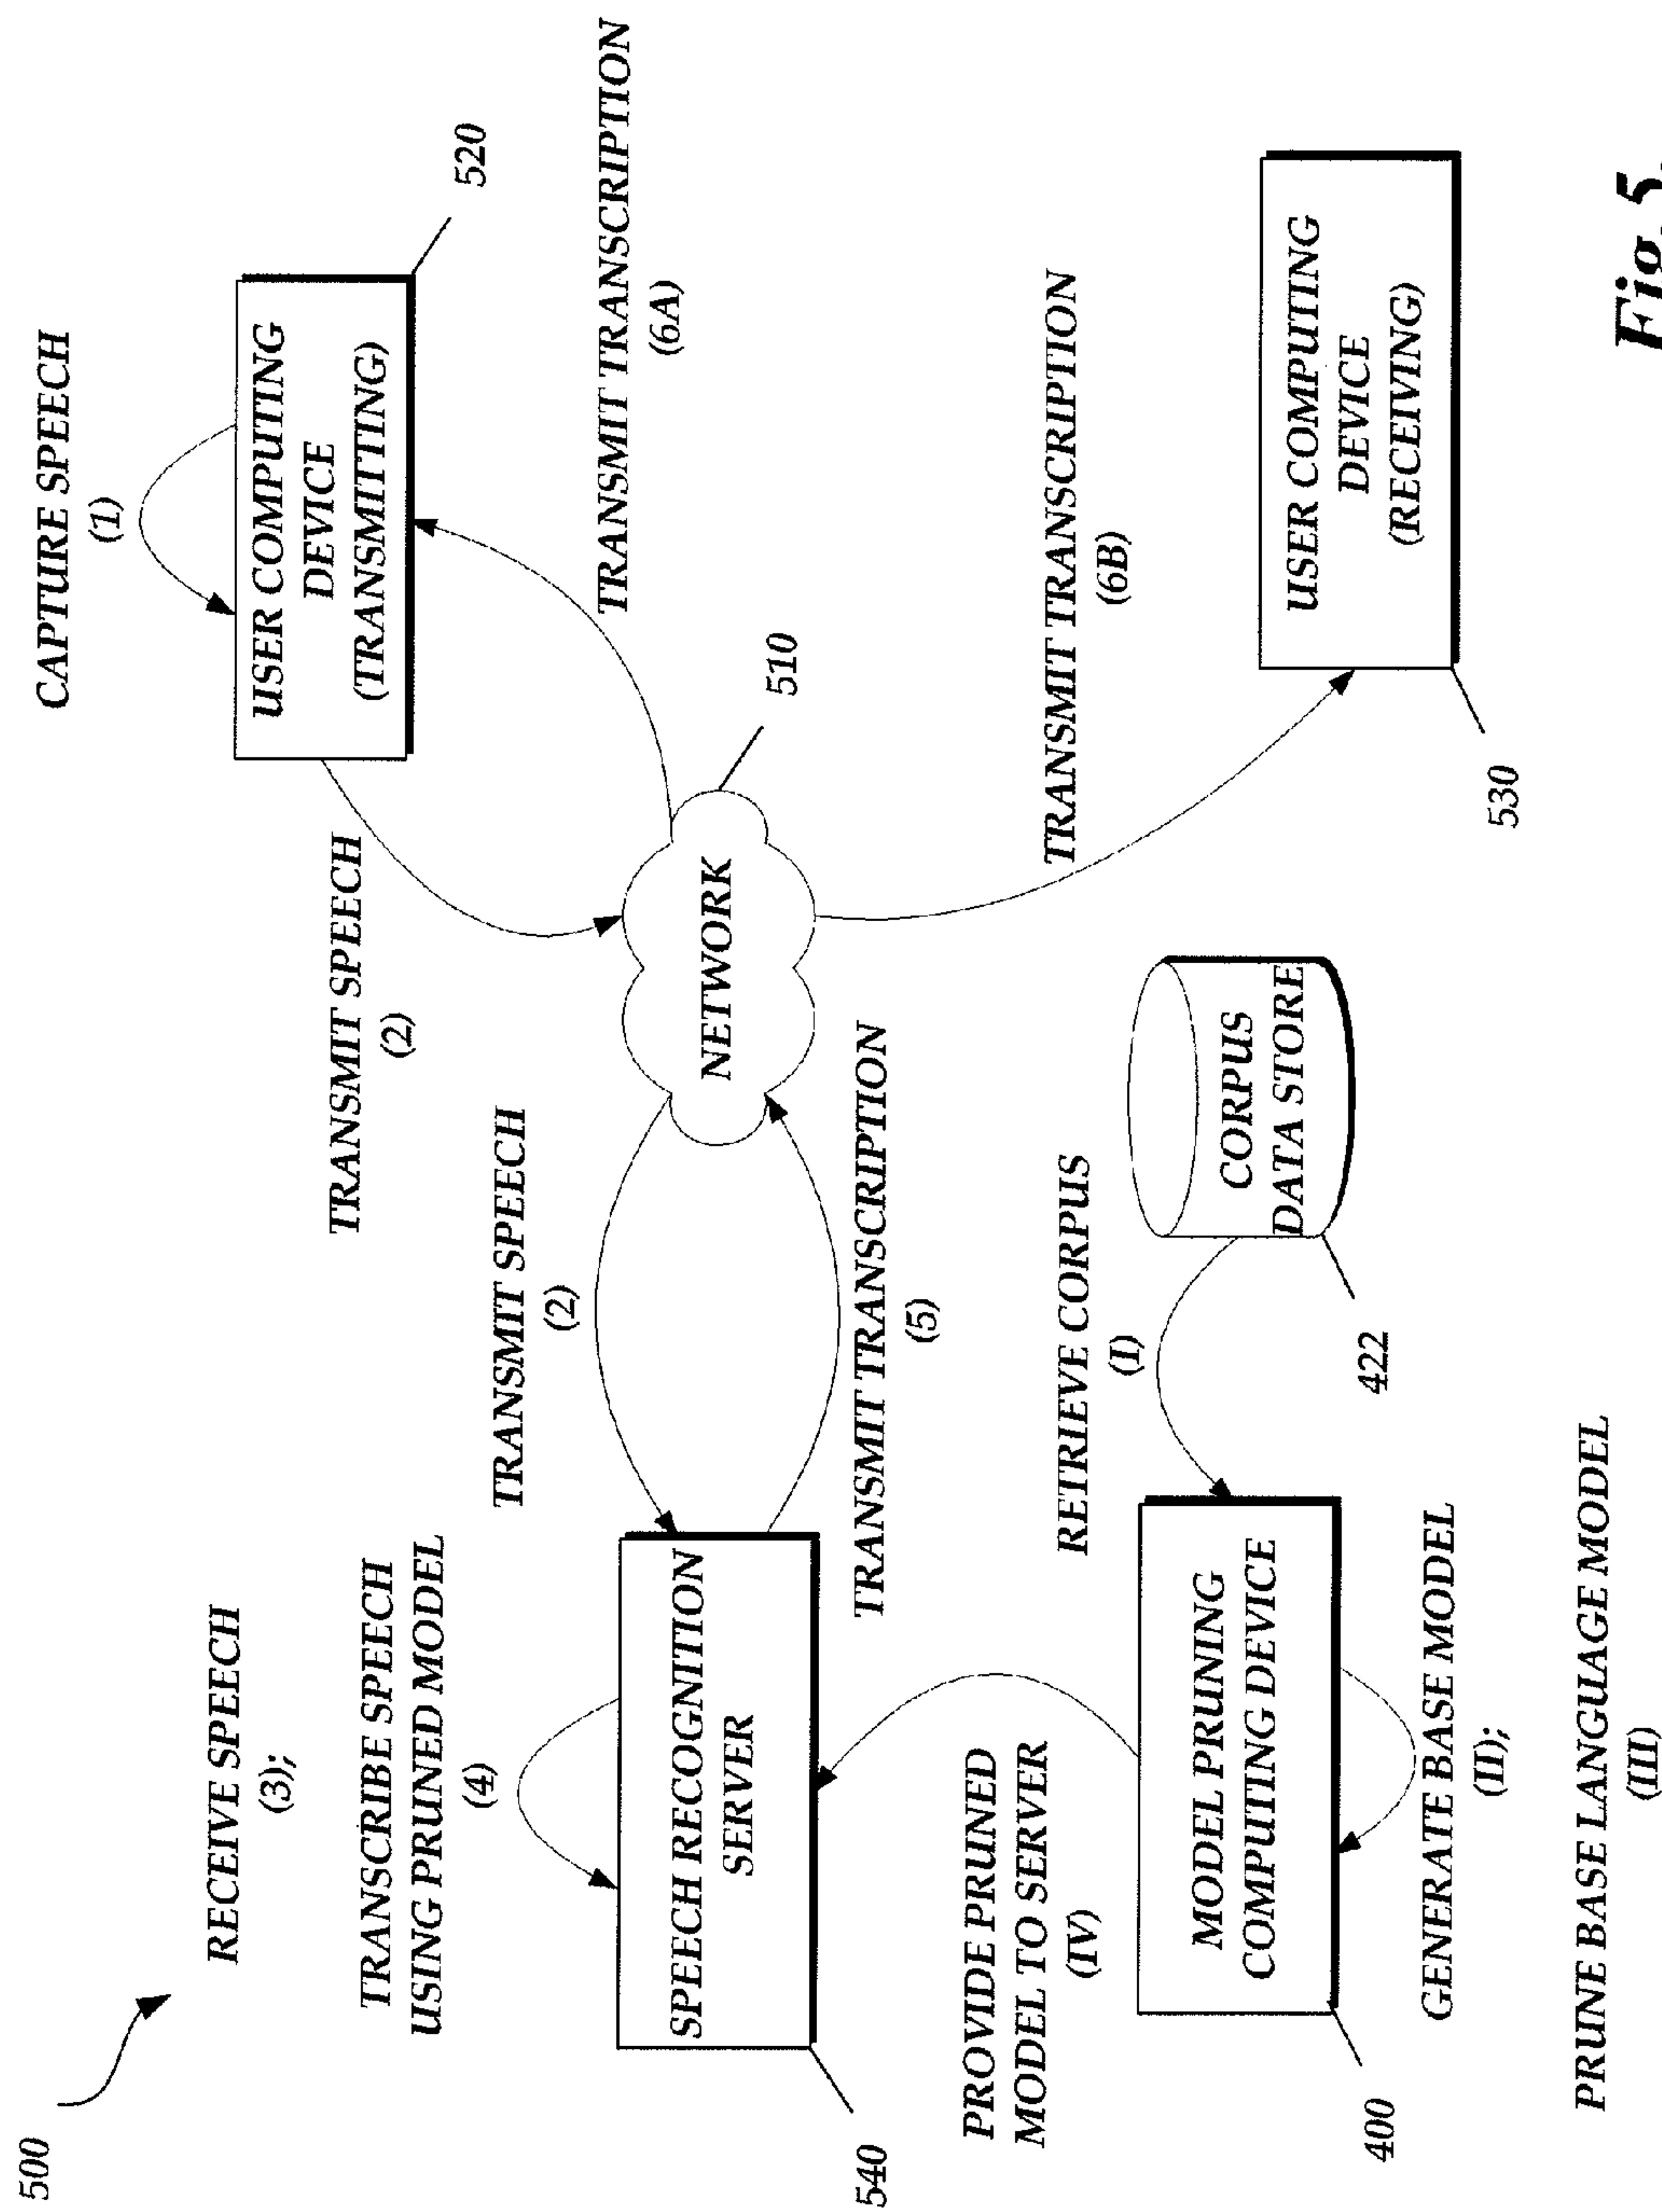 500
RECEIVE SPEECH
(3);
TRANSCRIBE SPEECH
USING PRUNED MODEL
(4)
SPEECH RECOGNITION
SERVER
540
TRANSMIT SPEECH
(2)
TRANSMIT TRANSCRIPTION
(5)
NETWORK
510
TRANSMIT SPEECH
(2)
CAPTURE SPEECH
(1)
USER COMPUTING
DEVICE
(TRANSMITTING)
520
TRANSMIT TRANSCRIPTION
(6A)
TRANSMIT TRANSCRIPTION
(6B)
USER COMPUTING
DEVICE
(RECEIVING)
530
PROVIDE PRUNED
MODEL TO SERVER
(IV)
MODEL PRUNING
COMPUTING DEVICE
400
RETRIEVE CORPUS
(I)
CORPUS
DATA STORE
422
GENERATE BASE MODEL
(II);
PRUNE BASE LANGUAGE MODEL
(III)
Fig.5.